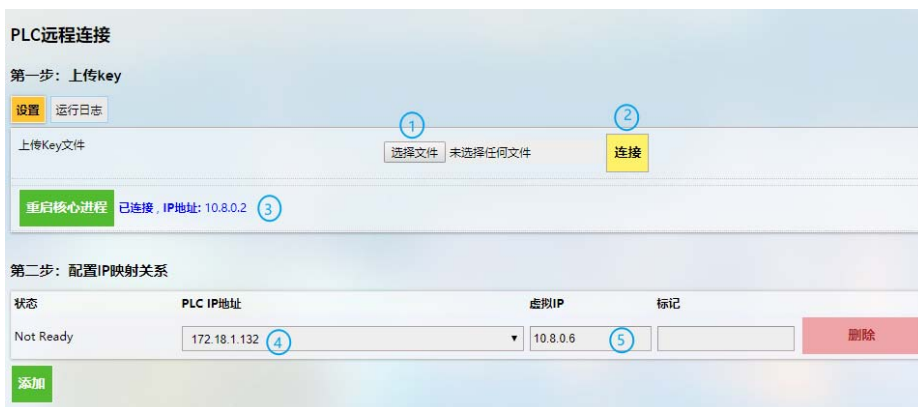 PLC远程连接
第一步：上传key
设置 运行日志
① ②
上传Key文件 选择文件 未选择任何文件 连接
重启核心进程 已连接 , IP地址: 10.8.0.2 ③
第二步：配置IP映射关系
状态 PLC IP地址 虚拟IP 标记
Not Ready 172.18.1.132 ④ ▼ 10.8.0.6 ⑤ 删除
添加